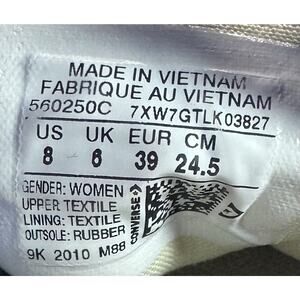 MADE IN VIETNAM
FABRIQUE AU VIETNAM
560250C 7XW7GTLK03827
US UK EUR CM
8 6 39 24.5
GENDER: WOMEN
UPPER TEXTILE
LINING: TEXTILE
OUTSOLE: RUBBER
9K 2010 M88
CONVERSE